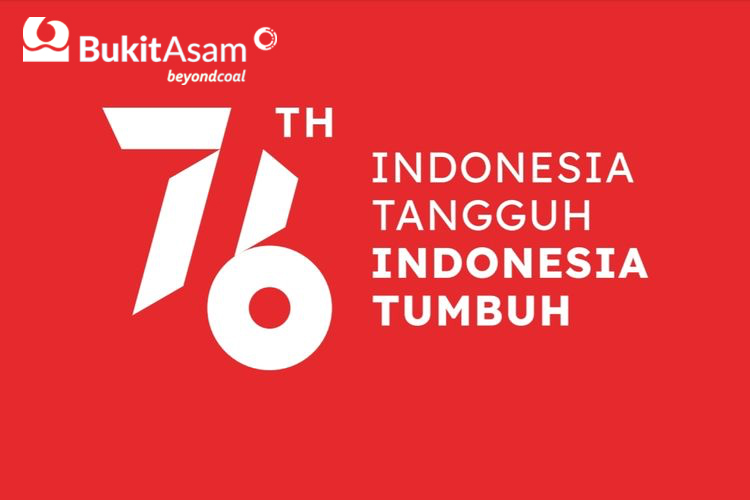 BukitAsam
beyondcoal
76 TH
INDONESIA
TANGGUH
INDONESIA
TUMBUH